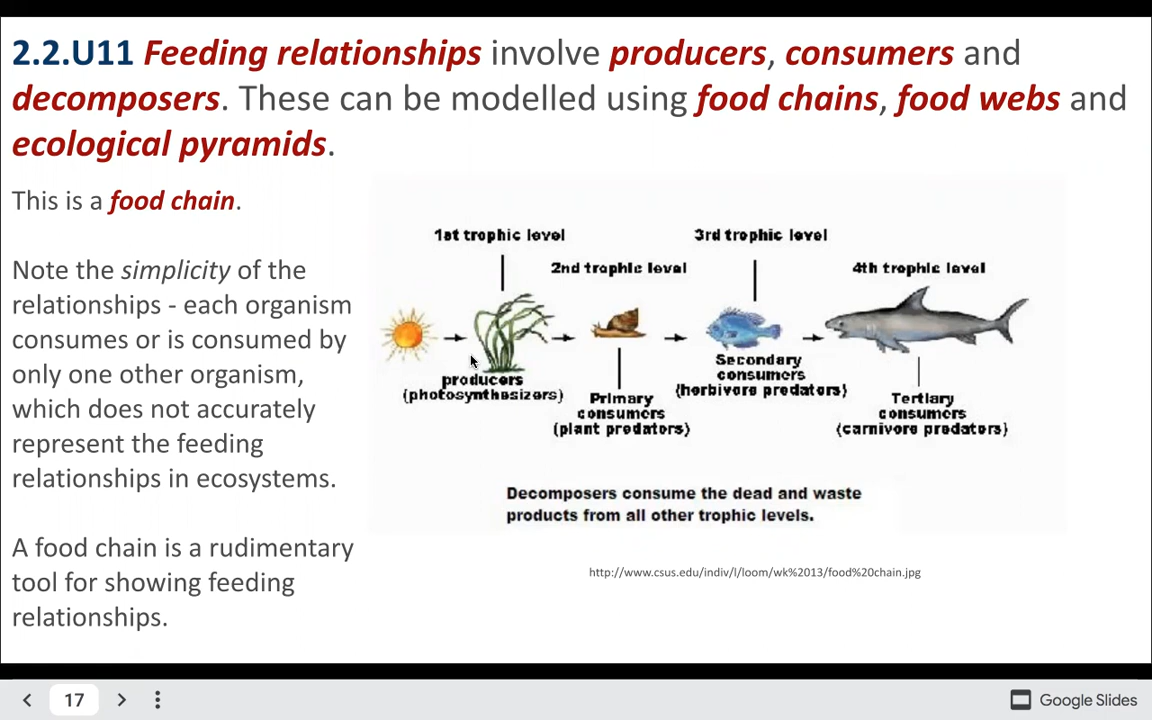 2.2.U11 Feeding relationships involve producers, consumers and
decomposers. These can be modelled using food chains, food webs and
ecological pyramids.
This is a food chain.
Note the simplicity of the
relationships - each organism
consumes or is consumed by
only one other organism,
which does not accurately
represent the feeding
relationships in ecosystems.
A food chain is a rudimentary
tool for showing feeding
relationships.
1st trophic level
3rd trophic level
2nd trophic level
4th trophic level
producers
(photosynthesizers)
Primary
consumers
(plant predators)
Secondary
consumers
(herbivore predators)
Tertiary
consumers
(carnivore predators)
Decomposers consume the dead and waste
products from all other trophic levels.
http://www.csus.edu/indiv/l/loom/wk%2013/food%20chain.jpg
17
Google Slides